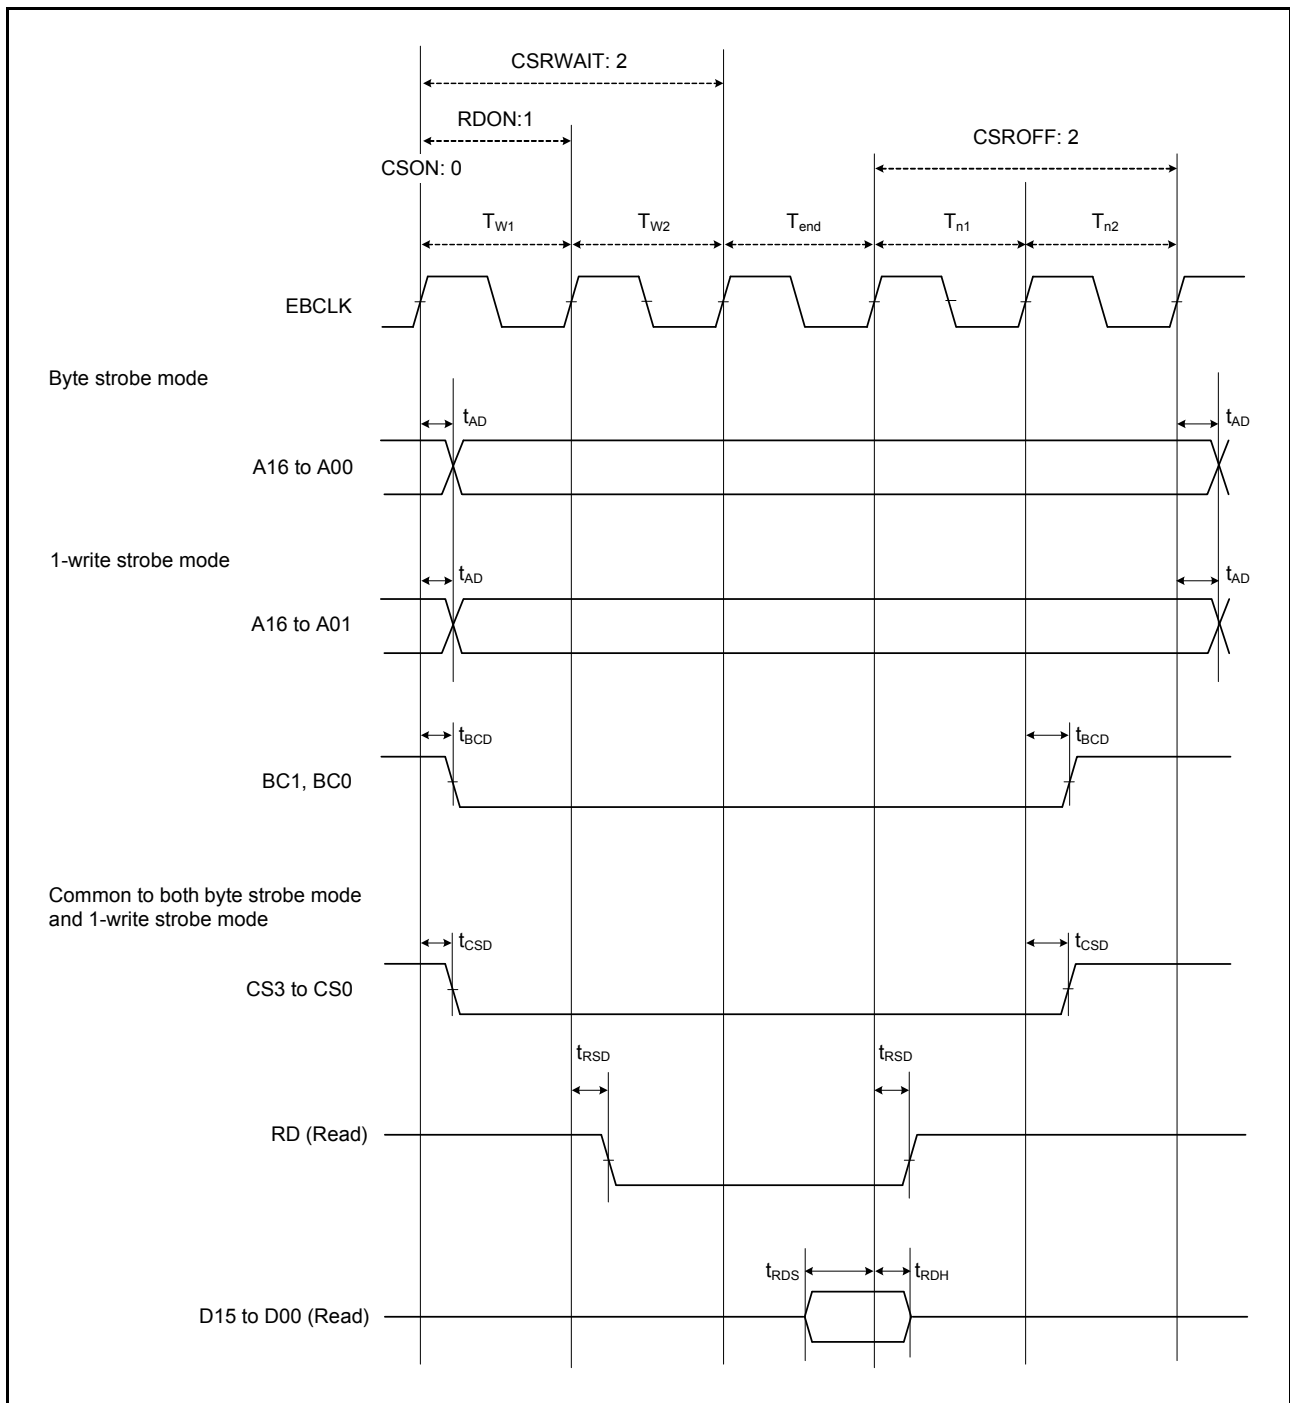 CSRWAIT: 2
RDON:1
CSROFF: 2
CSON: 0
TW1
TW2
Tend
Tn1
Tn2
EBCLK
Byte strobe mode
tAD
tAD
A16 to A00
1-write strobe mode
tAD
tAD
A16 to A01
tBCD
tBCD
BC1, BC0
Common to both byte strobe mode
and 1-write strobe mode
tCSD
tCSD
CS3 to CS0
tRSD
tRSD
RD (Read)
tRDS
tRDH
D15 to D00 (Read)